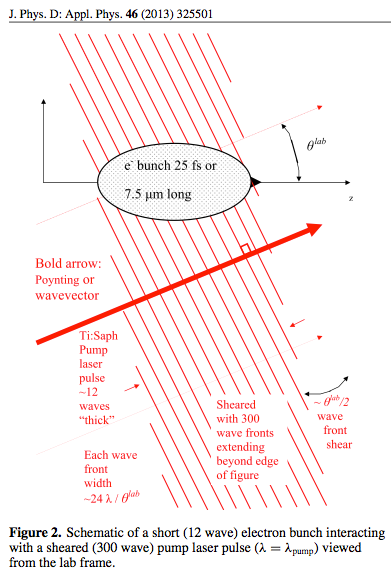 J. Phys. D: Appl. Phys. 46 (2013) 325501
θlab
e- bunch 25 fs or
7.5 μm long
z
Bold arrow:
Poynting or
wavevector
Ti:Saph
Pump
laser
pulse
~12
waves
“thick”
Sheared
with 300
wave fronts
extending
beyond edge
of figure
~ θlab/2
wave
front
shear
Each wave
front
width
~24 λ / θlab
Figure 2. Schematic of a short (12 wave) electron bunch interacting
with a sheared (300 wave) pump laser pulse (λ = λpump) viewed
from the lab frame.